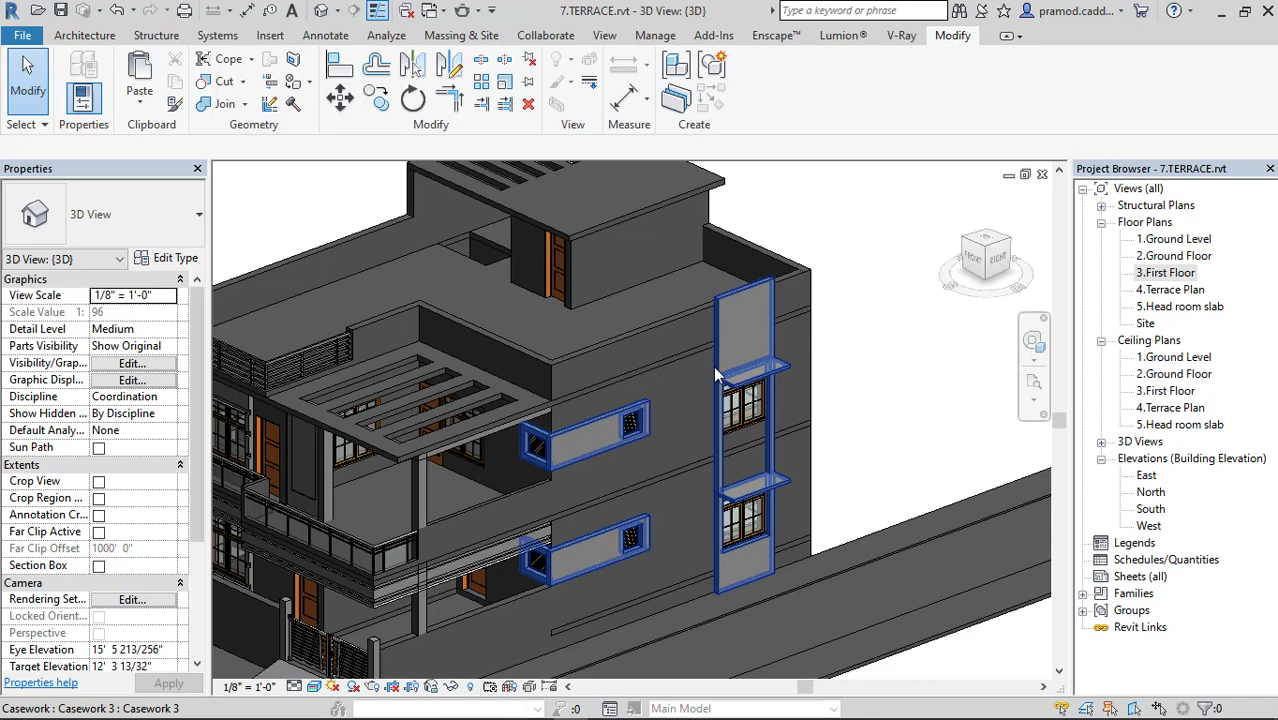 7.TERRACE.rvt - 3D View: {3D}
Type a keyword or phrase
pramod.cadd...
File Architecture Structure Systems Insert Annotate Analyze Massing & Site Collaborate View Manage Add-Ins Enscape™ Lumion® V-Ray Modify
Modify
Properties
Paste
Cope
Cut
Join
Select Properties Clipboard Geometry Modify View Measure Create
Properties
3D View
3D View: {3D}
Edit Type
Graphics
View Scale 1/8" = 1'-0"
Scale Value 1: 96
Detail Level Medium
Parts Visibility Show Original
Visibility/Grap... Edit...
Graphic Displ... Edit...
Discipline Coordination
Show Hidden ... By Discipline
Default Analy... None
Sun Path
Extents
Crop View
Crop Region ...
Annotation Cr...
Far Clip Active
Far Clip Offset 1000' 0"
Section Box
Camera
Rendering Set... Edit...
Locked Orient...
Perspective
Eye Elevation 15' 5 213/256"
Target Elevation 12' 3 13/32"
Properties help
Apply
FRONT RIGHT
Project Browser - 7.TERRACE.rvt
Views (all)
Structural Plans
Floor Plans
1.Ground Level
2.Ground Floor
3.First Floor
4.Terrace Plan
5.Head room slab
Site
Ceiling Plans
1.Ground Level
2.Ground Floor
3.First Floor
4.Terrace Plan
5.Head room slab
3D Views
Elevations (Building Elevation)
East
North
South
West
Legends
Schedules/Quantities
Sheets (all)
Families
Groups
Revit Links
1/8" = 1'-0"
Casework : Casework 3 : Casework 3
:0
Main Model
:0